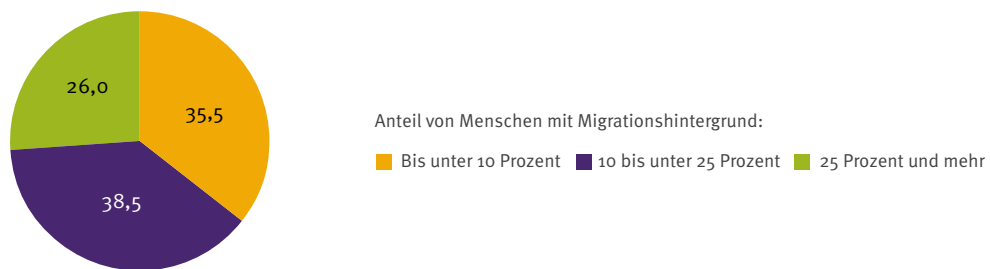 26,0
35,5
38,5
Anteil von Menschen mit Migrationshintergrund:
Bis unter 10 Prozent 10 bis unter 25 Prozent 25 Prozent und mehr